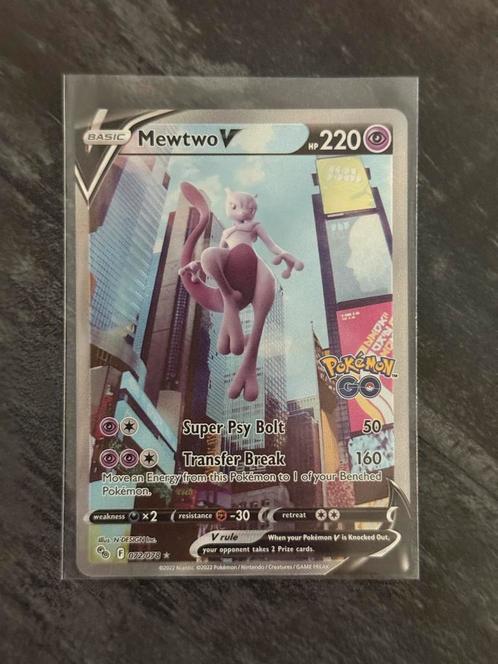 BASIC Mewtwo V HP 220
Pokémon
GO
Super Psy Bolt 50
Transfer Break 160
Move an Energy from this Pokémon to 1 of your Benched
Pokémon.
weakness ×2 resistance -30 retreat
V rule When your Pokémon V is Knocked Out,
your opponent takes 2 Prize cards.
Illus. N-DESIGN Inc.
F 072/078
©2022 Niantic ©2022 Pokémon / Nintendo / Creatures / GAME FREAK